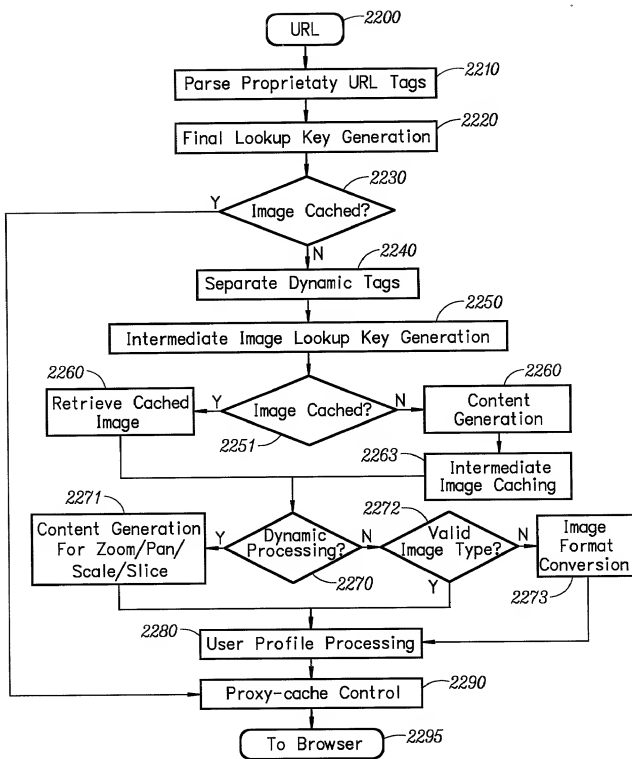 URL
2200
Parse Proprietaty URL Tags
2210
Final Lookup Key Generation
2220
2230
Y
Image Cached?
N
2240
Separate Dynamic Tags
2250
Intermediate Image Lookup Key Generation
2260
Retrieve Cached
Image
Y
Image Cached?
N
2251
2260
Content
Generation
2263
Intermediate
Image Caching
2271
Content Generation
For Zoom/Pan/
Scale/Slice
Y
Dynamic
Processing?
2270
N
2272
Valid
Image Type?
Y
N
Image
Format
Conversion
2273
2280
User Profile Processing
Proxy-cache Control
2290
To Browser
2295